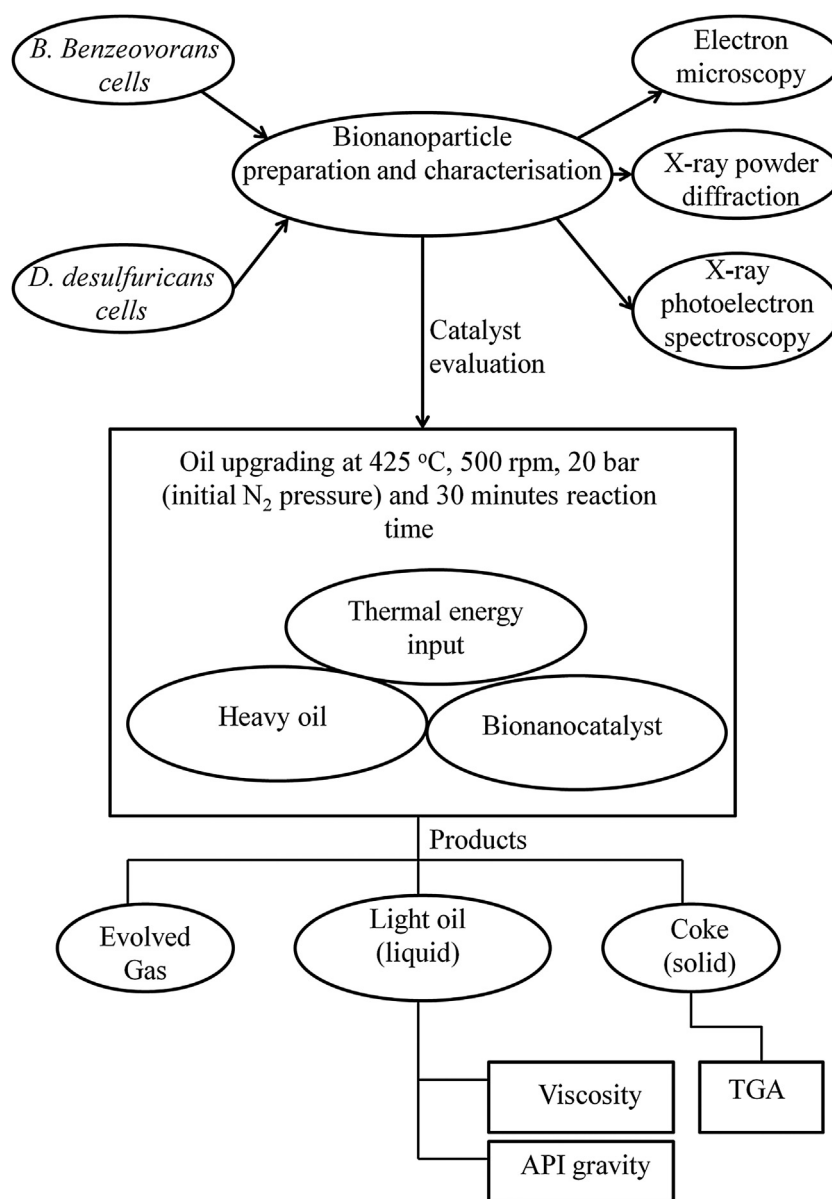 B. Benzeovorans
cells
Electron
microscopy
Bionanoparticle
preparation and characterisation
X-ray powder
diffraction
D. desulfuricans
cells
X-ray
photoelectron
spectroscopy
Catalyst
evaluation
Oil upgrading at 425 °C, 500 rpm, 20 bar
(initial N₂ pressure) and 30 minutes reaction
time
Thermal energy
input
Heavy oil
Bionanocatalyst
Products
Evolved
Gas
Light oil
(liquid)
Coke
(solid)
Viscosity
TGA
API gravity